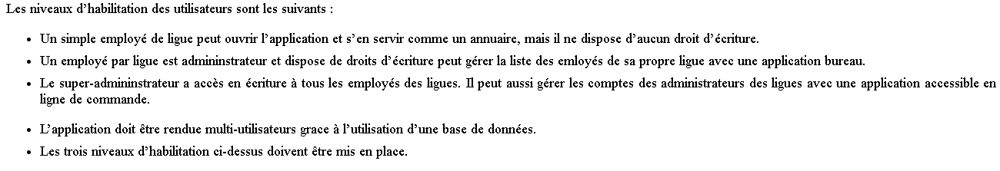 Les niveaux d’habilitation des utilisateurs sont les suivants :
• Un simple employé de ligue peut ouvrir l’application et s’en servir comme un annuaire, mais il ne dispose d’aucun droit d’écriture.
• Un employé par ligue est admininstrateur et dispose de droits d’écriture peut gérer la liste des emloyés de sa propre ligue avec une application bureau.
• Le super-admininstrateur a accès en écriture à tous les employés des ligues. Il peut aussi gérer les comptes des administrateurs des ligues avec une application accessible en
ligne de commande.
• L’application doit être rendue multi-utilisateurs grace à l’utilisation d’une base de données.
• Les trois niveaux d’habilitation ci-dessus doivent être mis en place.